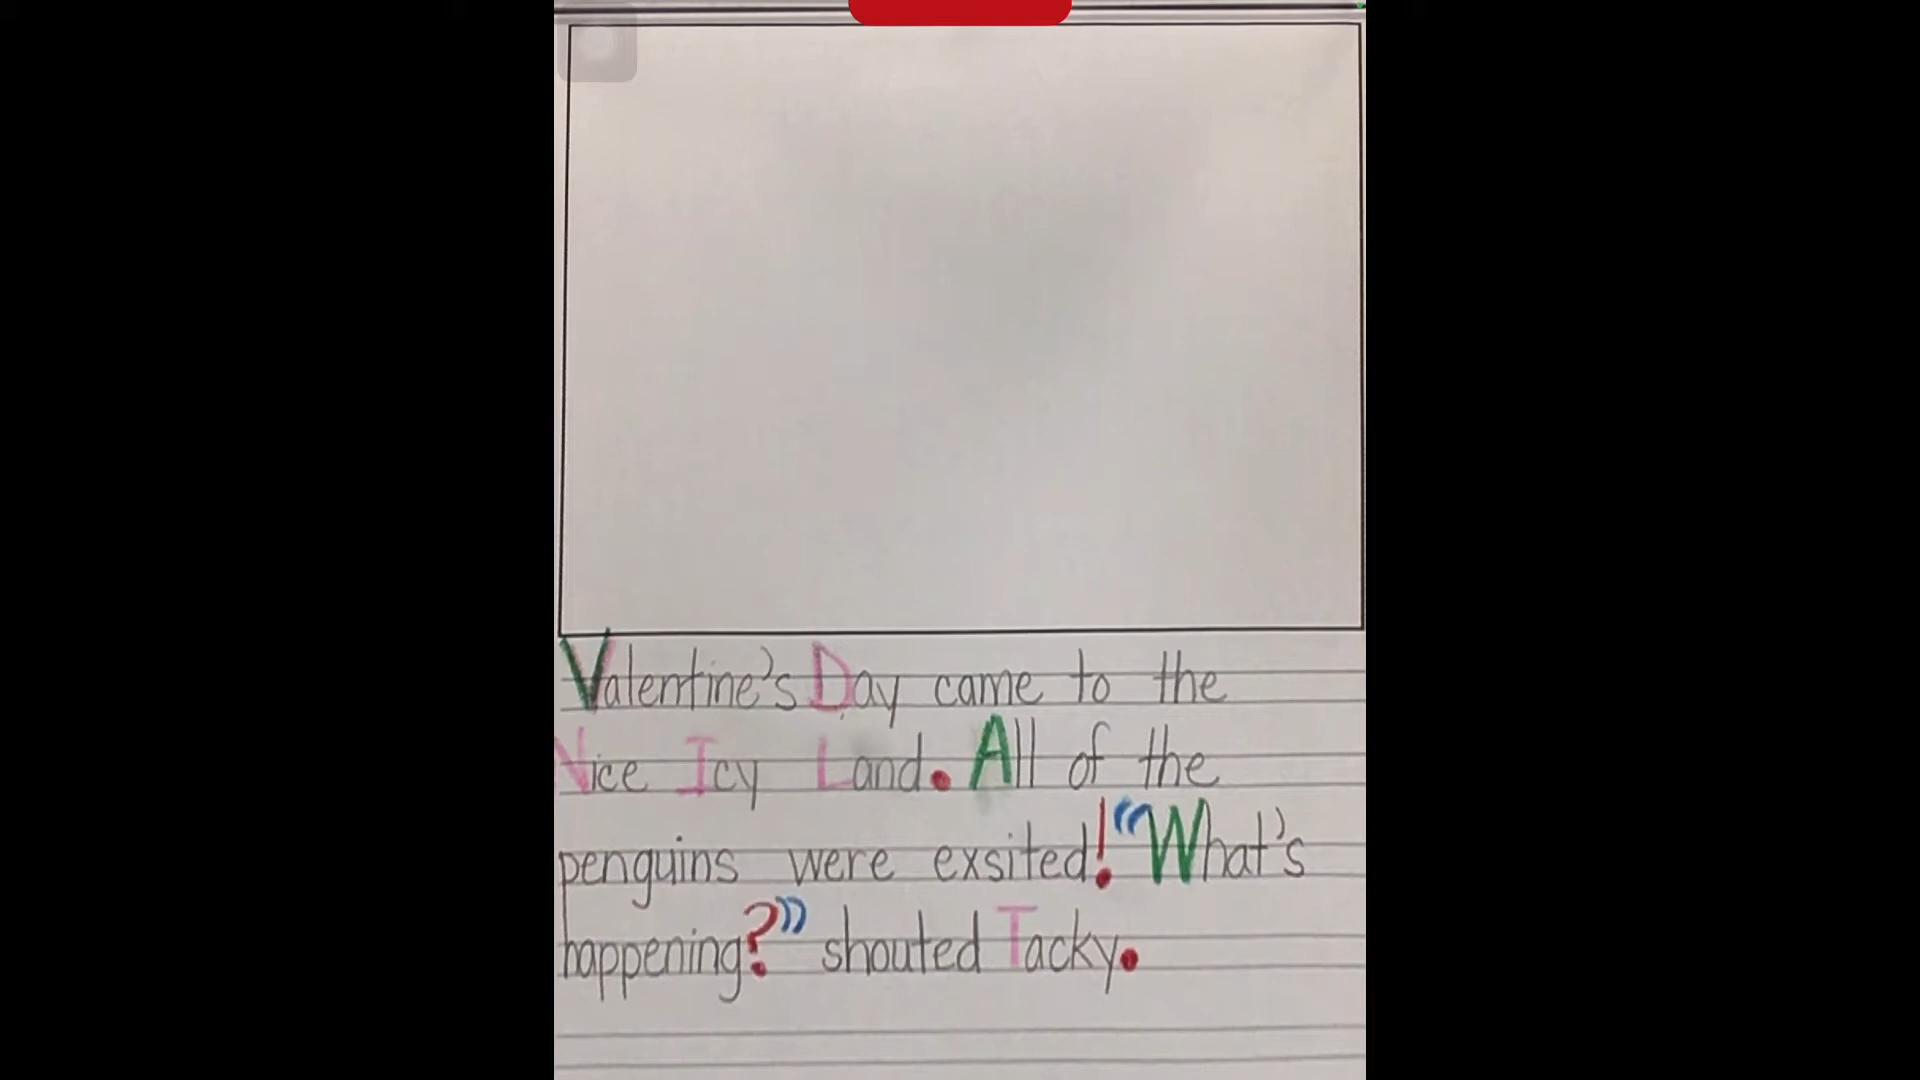 Valentine's Day came to the
Nice Icy Land. All of the
penguins were exsited! "What's
happening?" shouted Tacky.